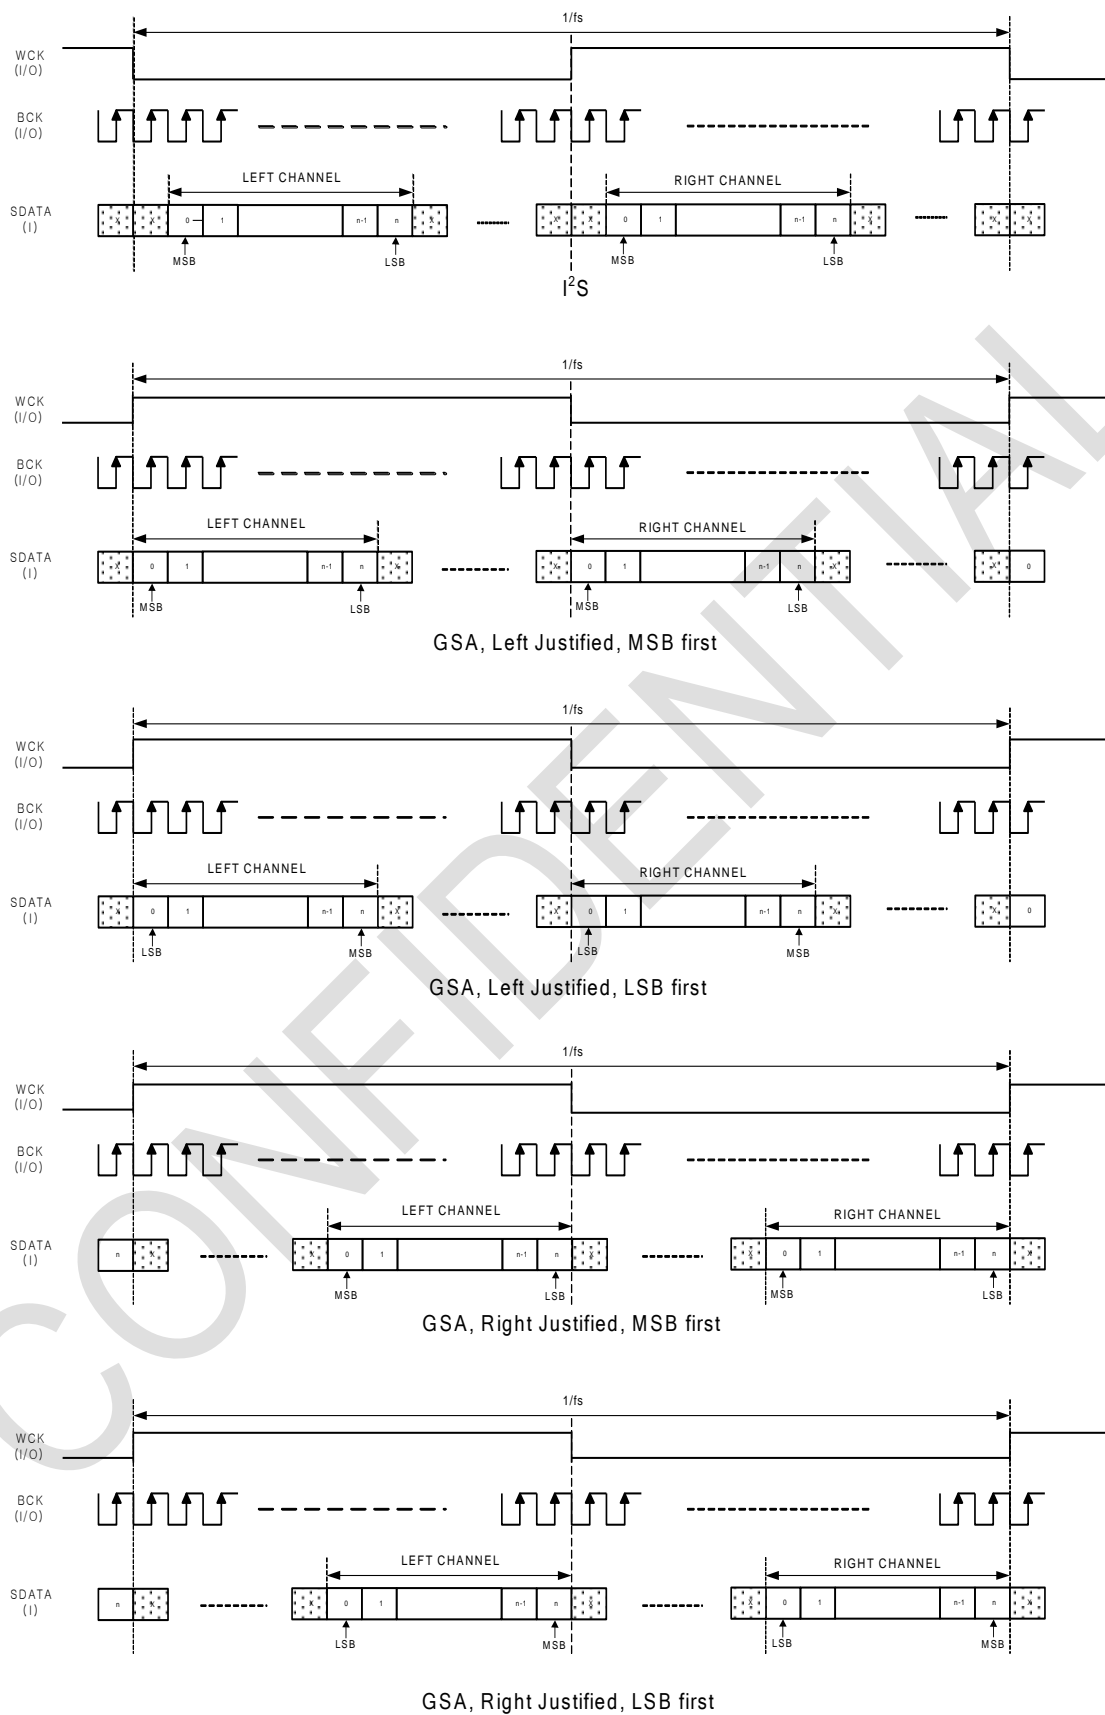 1/fs
WCK
(I/O)
BCK
(I/O)
LEFT CHANNEL RIGHT CHANNEL
SDATA
(I)
X X 0 1 n-1 n X X X 0 1 n-1 n X X X
MSB LSB MSB LSB
I²S
1/fs
WCK
(I/O)
BCK
(I/O)
LEFT CHANNEL RIGHT CHANNEL
SDATA
(I)
X 0 1 n-1 n X X 0 1 n-1 n X X 0
MSB LSB MSB LSB
GSA, Left Justified, MSB first
1/fs
WCK
(I/O)
BCK
(I/O)
LEFT CHANNEL RIGHT CHANNEL
SDATA
(I)
X 0 1 n-1 n X X 0 1 n-1 n X X 0
LSB MSB LSB MSB
GSA, Left Justified, LSB first
1/fs
WCK
(I/O)
BCK
(I/O)
LEFT CHANNEL RIGHT CHANNEL
SDATA
(I)
n X X 0 1 n-1 n X X 0 1 n-1 n X
MSB LSB MSB LSB
GSA, Right Justified, MSB first
1/fs
WCK
(I/O)
BCK
(I/O)
LEFT CHANNEL RIGHT CHANNEL
SDATA
(I)
n X X 0 1 n-1 n X X 0 1 n-1 n X
LSB MSB LSB MSB
GSA, Right Justified, LSB first
CONFIDENTIAL